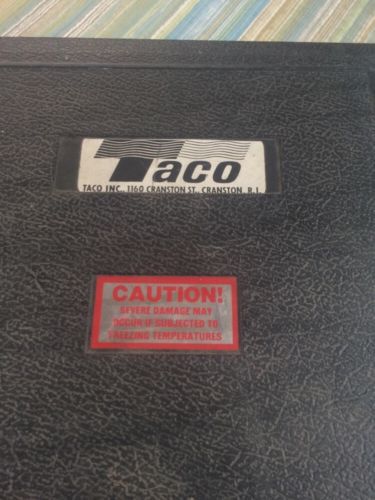 Taco
TACO INC., 1160 CRANSTON ST., CRANSTON, R.I.
CAUTION!
SEVERE DAMAGE MAY
OCCUR IF SUBJECTED TO
FREEZING TEMPERATURES